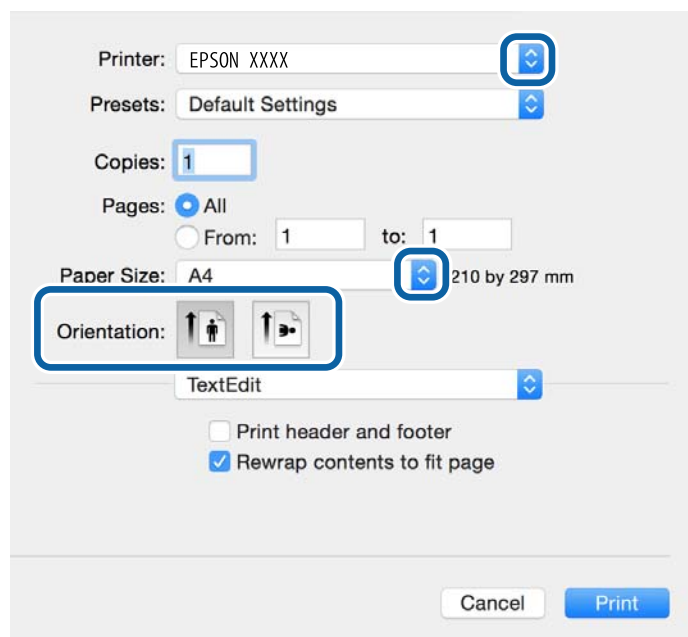 Printer: EPSON XXXX
Presets: Default Settings
Copies: 1
Pages: All
From: 1 to: 1
Paper Size: A4 210 by 297 mm
Orientation:
TextEdit
Print header and footer
Rewrap contents to fit page
Cancel Print